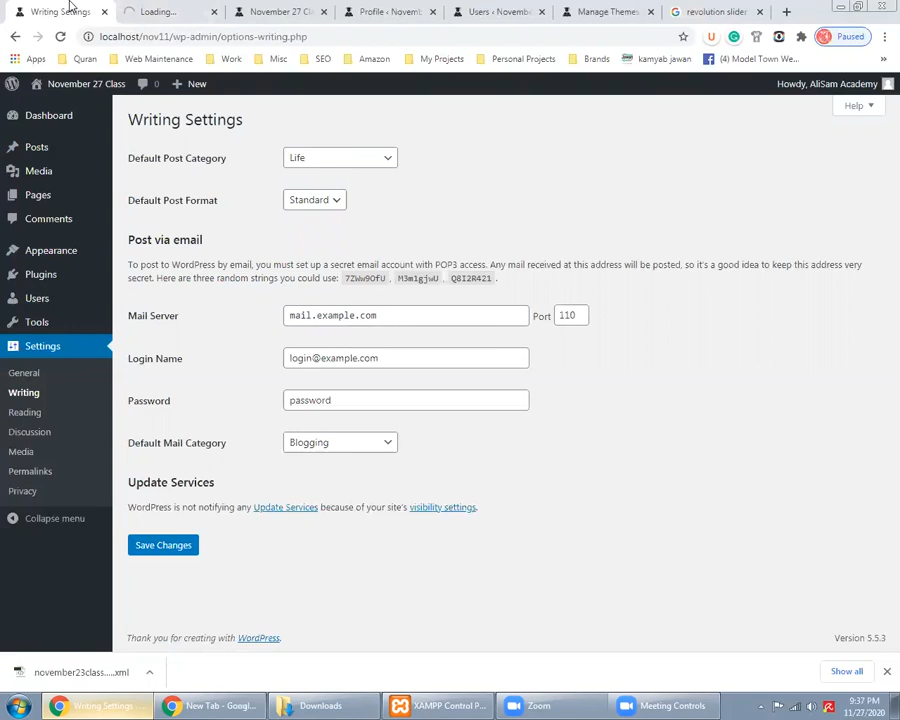 Writing Settings
Loading...
November 27 Cl
Profile ‹ Novemb
Users ‹ Novembe
Manage Themes
revolution slider
localhost/nov11/wp-admin/options-writing.php
Paused
Apps
Quran
Web Maintenance
Work
Misc
SEO
Amazon
My Projects
Personal Projects
Brands
kamyab jawan
(4) Model Town We...
November 27 Class
0
New
Howdy, AliSam Academy
Help
Dashboard
Posts
Media
Pages
Comments
Appearance
Plugins
Users
Tools
Settings
General
Writing
Reading
Discussion
Media
Permalinks
Privacy
Collapse menu
Writing Settings
Default Post Category
Life
Default Post Format
Standard
Post via email
To post to WordPress by email, you must set up a secret email account with POP3 access. Any mail received at this address will be posted, so it's a good idea to keep this address very
secret. Here are three random strings you could use: 7ZWw9OfU , M3m1gjwU , Q8I2R421 .
Mail Server
mail.example.com
Port 110
Login Name
login@example.com
Password
password
Default Mail Category
Blogging
Update Services
WordPress is not notifying any Update Services because of your site's visibility settings.
Save Changes
Thank you for creating with WordPress.
Version 5.5.3
november23class.....xml
Show all
Writing Settings
New Tab - Googl...
Downloads
XAMPP Control P...
Zoom
Meeting Controls
9:37 PM
11/27/2020